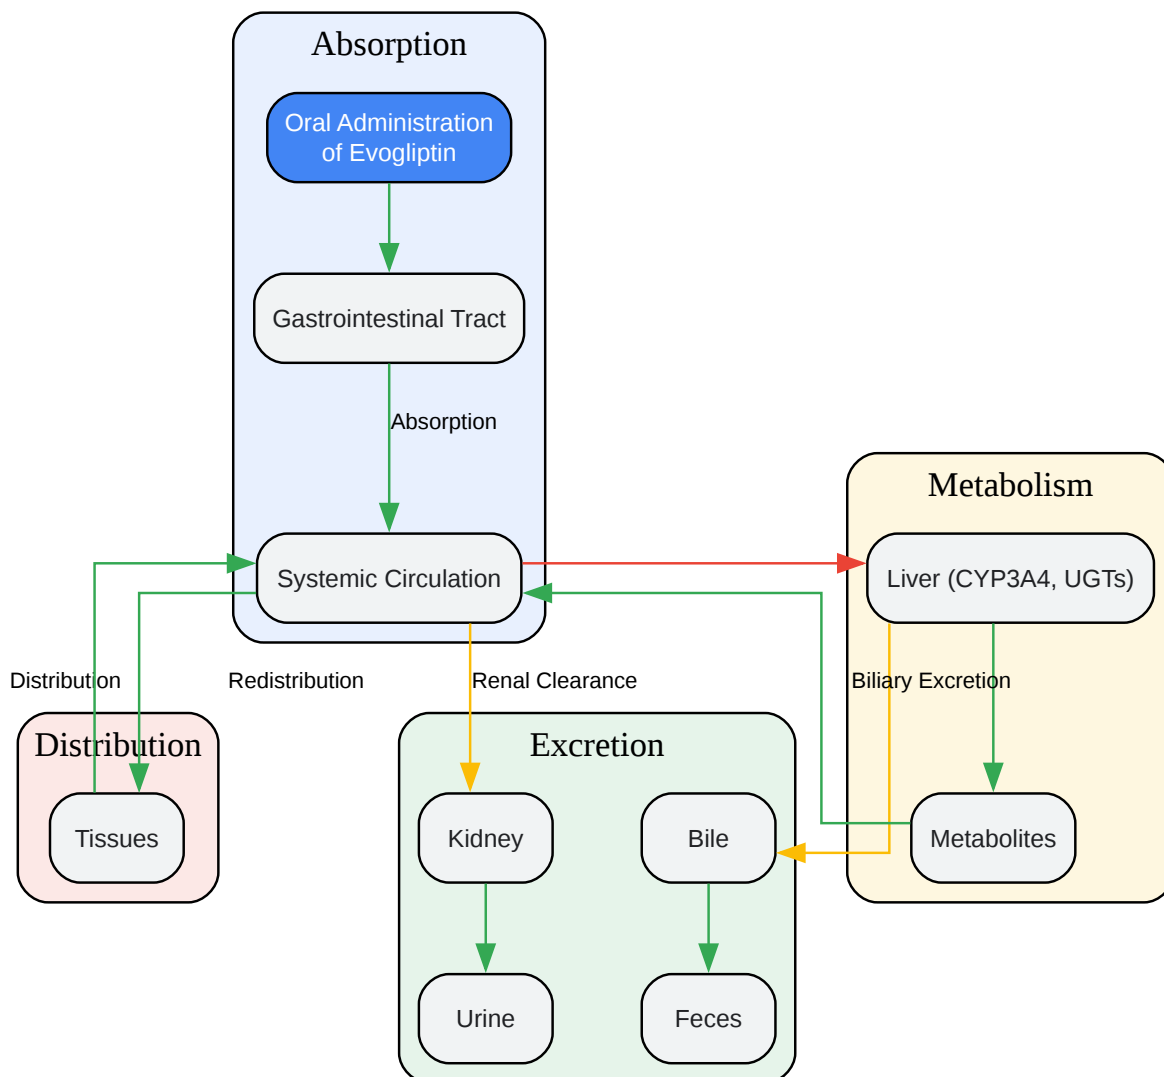 Absorption
Oral Administration
of Evogliptin
Gastrointestinal Tract
Absorption
Metabolism
Systemic Circulation
Liver (CYP3A4, UGTs)
Distribution
Redistribution
Renal Clearance
Biliary Excretion
Distribution
Excretion
Tissues
Kidney
Bile
Metabolites
Urine
Feces